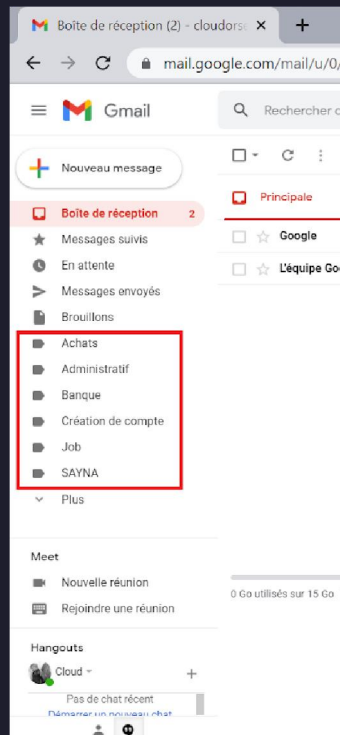 Boîte de réception (2) - cloudorse
mail.google.com/mail/u/0/
Gmail
Rechercher d
Nouveau message
Principale
Boîte de réception 2
Google
Messages suivis
En attente
L'équipe Goo
Messages envoyés
Brouillons
Achats
Administratif
Banque
Création de compte
Job
SAYNA
Plus
Meet
Nouvelle réunion
0 Go utilisés sur 15 Go
Rejoindre une réunion
Hangouts
Cloud
Pas de chat récent
Démarrer un nouveau chat